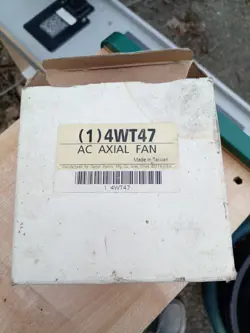 (1)4WT47
AC AXIAL FAN
Made in Taiwan
1 4WT47